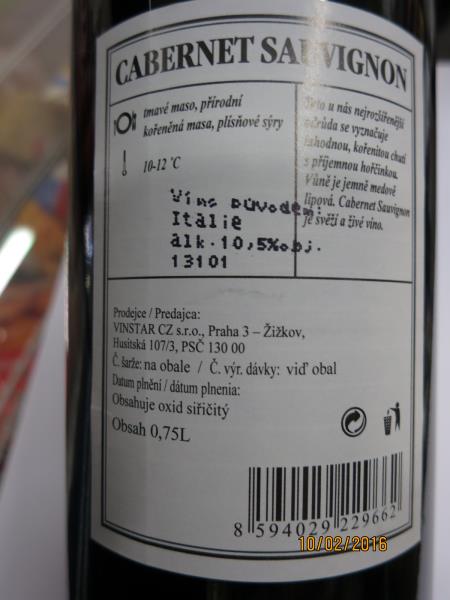 CABERNET SAUVIGNON
tmavé maso, přírodní
kořeněná masa, plísňové sýry
10-12 °C
Víno původem:
Itálie
alk. 10,5%obj.
13101
u nás nejrozšířenější
odrůda se vyznačuje
lahodnou, kořenitou chutí
s příjemnou hořčinkou.
Vůně je jemně medově
lipová. Cabernet Sauvignon
je svěží a živé víno.
Prodejce / Predajca:
VINSTAR CZ s.r.o., Praha 3 – Žižkov,
Husitská 107/3, PSČ 130 00
Č. šarže: na obale / Č. výr. dávky: viď obal
Datum plnění / dátum plnenia:
Obsahuje oxid siřičitý
Obsah 0,75L
8 594029 229662
10/02/2016